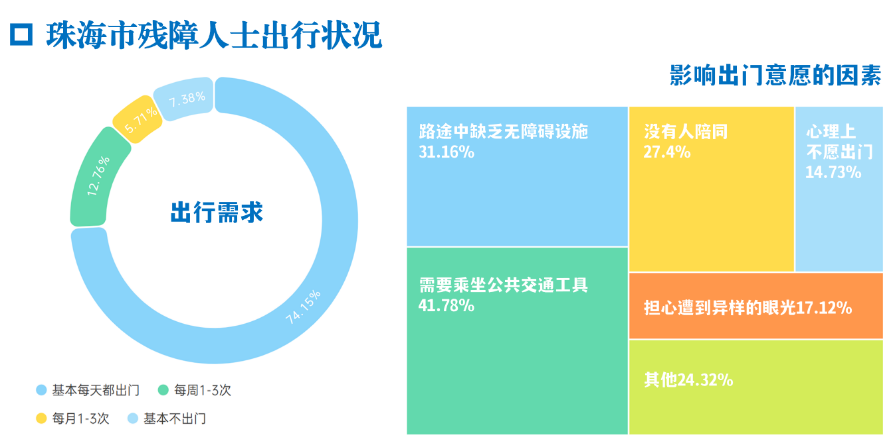 珠海市残障人士出行状况
7.38%
5.71%
12.76%
出行需求
74.15%
基本每天都出门
每周1-3次
每月1-3次
基本不出门
影响出门意愿的因素
路途中缺乏无障碍设施
31.16%
没有人陪同
27.4%
心理上
不愿出门
14.73%
需要乘坐公共交通工具
41.78%
担心遭到异样的眼光17.12%
其他24.32%